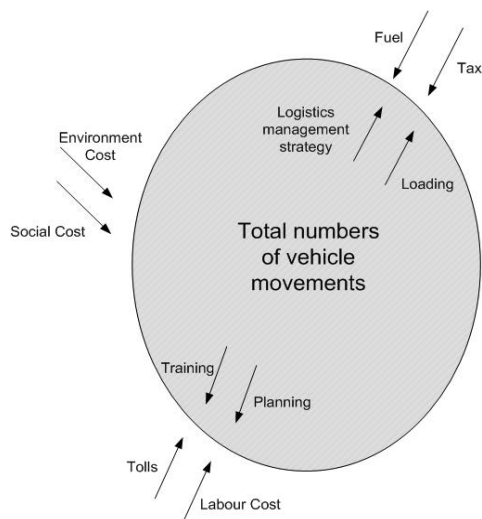 Fuel
Tax
Logistics
management
strategy
Loading
Environment
Cost
Social Cost
Total numbers
of vehicle
movements
Training
Planning
Tolls
Labour Cost